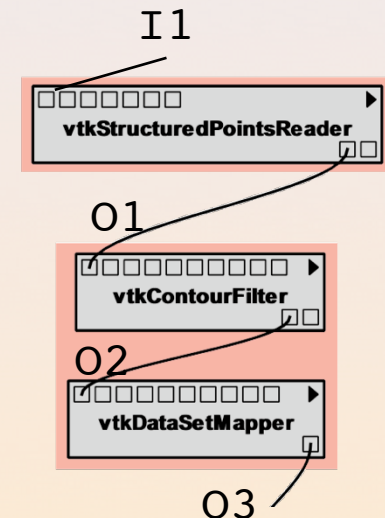 I1
vtkStructuredPointsReader
O1
vtkContourFilter
O2
vtkDataSetMapper
O3